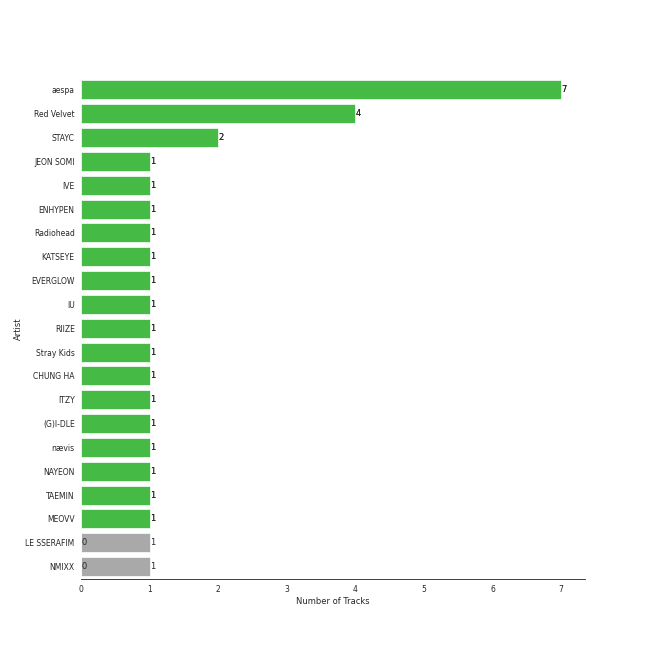 aespa 7
Red Velvet 4
STAYC 2
JEON SOMI 1
IVE 1
ENHYPEN 1
Radiohead 1
KATSEYE 1
EVERGLOW 1
IU 1
RIIZE 1
Stray Kids 1
CHUNG HA 1
ITZY 1
(G)I-DLE 1
nævis 1
NAYEON 1
TAEMIN 1
MEOVV 1
LE SSERAFIM 0 1
NMIXX 0 1
Artist
0 1 2 3 4 5 6 7
Number of Tracks